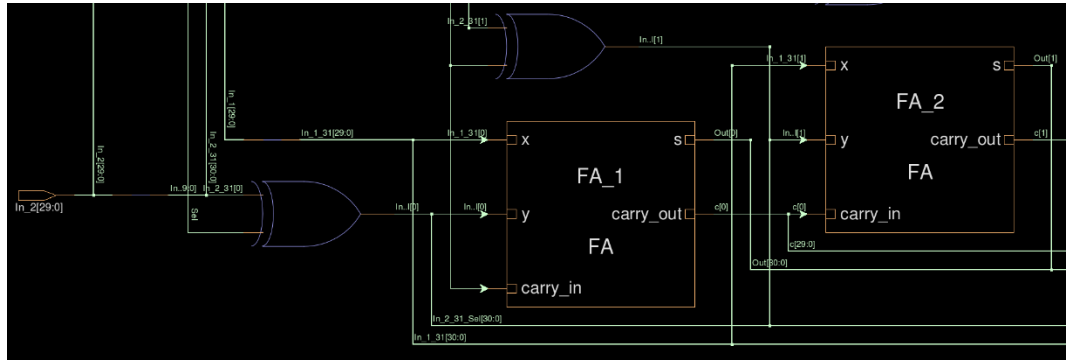 In_2_31[1]
In..l[1]
In_1_31[1]
x
s
Out[1]
FA_2
In_1[29:0]
In_2[29:0]
In_2_31[30:0]
In_1_31[29:0]
In_1_31[0]
x
s
Out[0]
In..l[1]
y
carry_out
c[1]
FA_1
FA
In_2[29:0]
In..9:0]
In_2_31[0]
Sel
In..l[0]
In..l[0]
y
carry_out
c[0]
c[0]
carry_in
FA
c[29:0]
Out[30:0]
carry_in
In_2_31_Sel[30:0]
In_1_31[30:0]